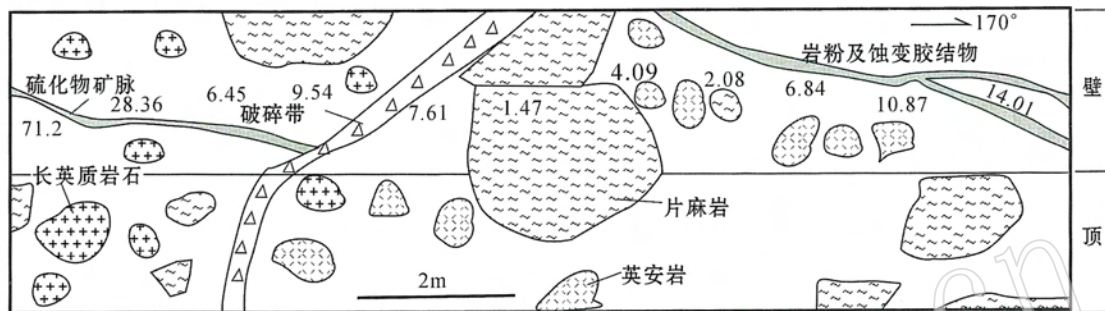 170°
岩粉及蚀变胶结物
壁
硫化物矿脉
28.36
6.45
9.54
4.09
2.08
6.84
71.2
破碎带
7.61
1.47
10.87
14.01
长英质岩石
片麻岩
顶
2m
英安岩
cn